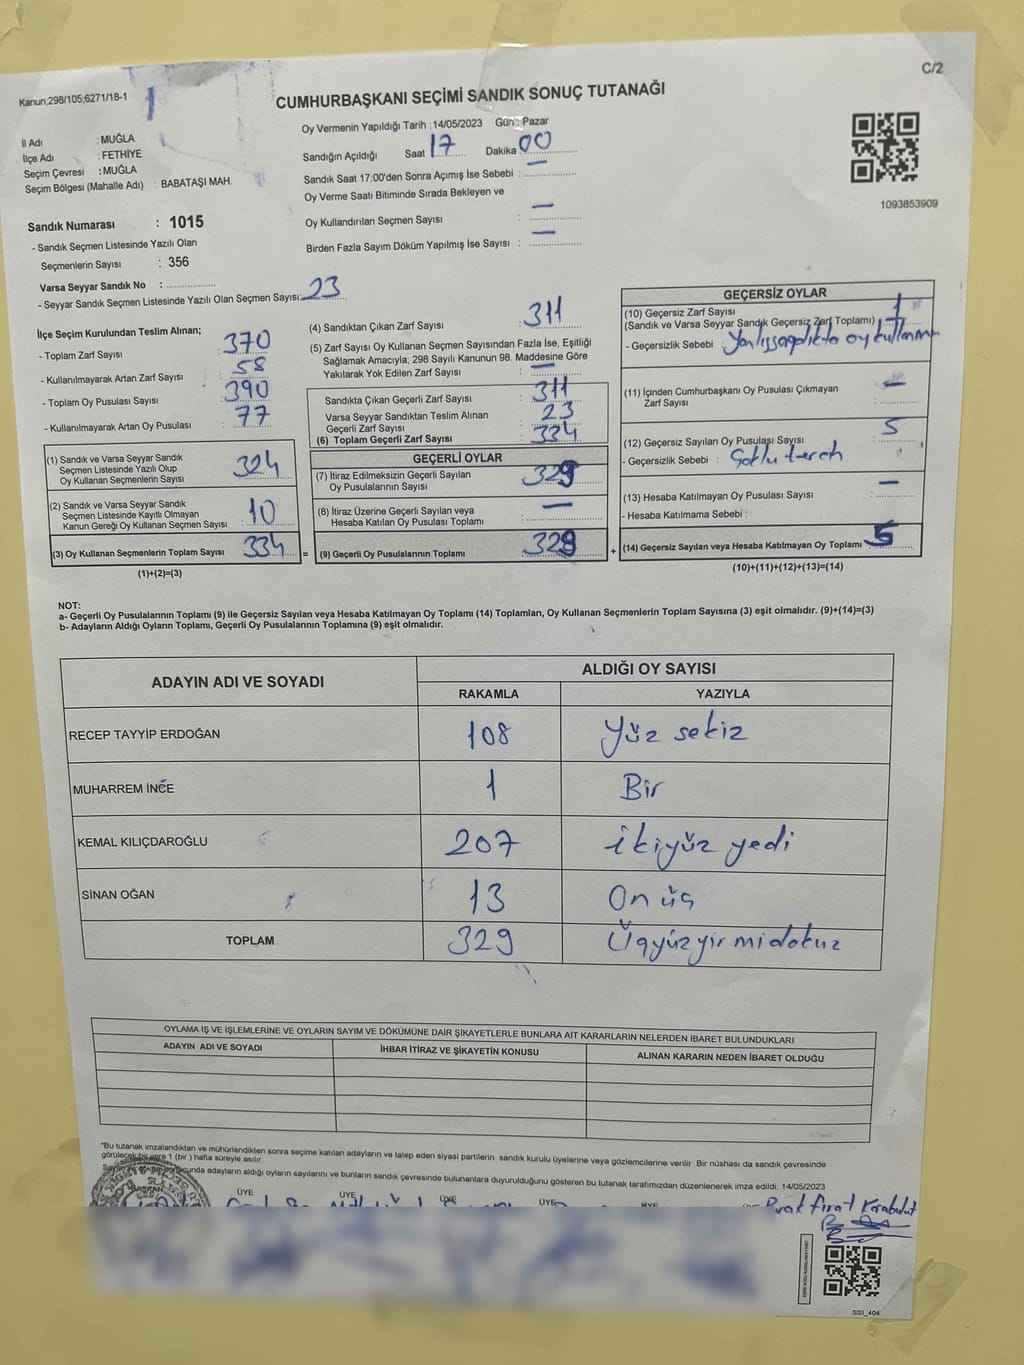 C/2
Kanun;298/105;6271/18-1
CUMHURBAŞKANI SEÇİMİ SANDIK SONUÇ TUTANAĞI
İl Adı : MUĞLA
İlçe Adı : FETHİYE
Seçim Çevresi : MUĞLA
Seçim Bölgesi (Mahalle Adı) : BABATAŞI MAH.
Oy Vermenin Yapıldığı Tarih : 14/05/2023 Gün : Pazar
Sandığın Açıldığı Saat 17 Dakika 00
Sandık Saat 17:00'den Sonra Açımış İse Sebebi : —
Oy Verme Saati Bitiminde Sırada Bekleyen ve
Oy Kullandırılan Seçmen Sayısı : —
Birden Fazla Sayım Döküm Yapılmış İse Sayısı : —
1093853909
Sandık Numarası : 1015
- Sandık Seçmen Listesinde Yazılı Olan
Seçmenlerin Sayısı : 356
Varsa Seyyar Sandık No :
- Seyyar Sandık Seçmen Listesinde Yazılı Olan Seçmen Sayısı: 23
İlçe Seçim Kurulundan Teslim Alınan;
- Toplam Zarf Sayısı : 370
- Kullanılmayarak Artan Zarf Sayısı : 58
- Toplam Oy Pusulası Sayısı : 390
- Kullanılmayarak Artan Oy Pusulası : 77
(1) Sandık ve Varsa Seyyar Sandık
Seçmen Listesinde Yazılı Olup
Oy Kullanan Seçmenlerin Sayısı : 324
(2) Sandık ve Varsa Seyyar Sandık
Seçmen Listesinde Kayıtlı Olmayan
Kanun Gereği Oy Kullanan Seçmen Sayısı : 10
(3) Oy Kullanan Seçmenlerin Toplam Sayısı : 334 =
(1)+(2)=(3)
(4) Sandıktan Çıkan Zarf Sayısı : 311
(5) Zarf Sayısı Oy Kullanan Seçmen Sayısından Fazla İse, Eşitliği
Sağlamak Amacıyla; 298 Sayılı Kanunun 98. Maddesine Göre
Yakılarak Yok Edilen Zarf Sayısı : —
Sandıkta Çıkan Geçerli Zarf Sayısı : 311
Varsa Seyyar Sandıktan Teslim Alınan
Geçerli Zarf Sayısı : 23
(6) Toplam Geçerli Zarf Sayısı : 334
GEÇERLİ OYLAR
(7) İtiraz Edilmeksizin Geçerli Sayılan
Oy Pusulalarının Sayısı : 329
(8) İtiraz Üzerine Geçerli Sayılan veya
Hesaba Katılan Oy Pusulası Toplamı : —
(9) Geçerli Oy Pusulalarının Toplamı : 329 +
GEÇERSİZ OYLAR
(10) Geçersiz Zarf Sayısı
(Sandık ve Varsa Seyyar Sandık Geçersiz Zarf Toplamı) : 1
- Geçersizlik Sebebi :
(11) İçinden Cumhurbaşkanı Oy Pusulası Çıkmayan
Zarf Sayısı : —
(12) Geçersiz Sayılan Oy Pusulası Sayısı : 5
- Geçersizlik Sebebi : Çoklu tercih
(13) Hesaba Katılmayan Oy Pusulası Sayısı : —
- Hesaba Katılmama Sebebi :
(14) Geçersiz Sayılan veya Hesaba Katılmayan Oy Toplamı : 5
(10)+(11)+(12)+(13)=(14)
NOT:
a- Geçerli Oy Pusulalarının Toplamı (9) ile Geçersiz Sayılan veya Hesaba Katılmayan Oy Toplamı (14) Toplamları, Oy Kullanan Seçmenlerin Toplam Sayısına (3) eşit olmalıdır. (9)+(14)=(3)
b- Adayların Aldığı Oyların Toplamı, Geçerli Oy Pusulalarının Toplamına (9) eşit olmalıdır.
ADAYIN ADI VE SOYADI ALDIĞI OY SAYISI
RAKAMLA YAZIYLA
RECEP TAYYİP ERDOĞAN 108 Yüz sekiz
MUHARREM İNCE 1 Bir
KEMAL KILIÇDAROĞLU 207 ikiyüz yedi
SİNAN OĞAN 13 On üç
TOPLAM 329 Üçyüzyirmidokuz
OYLAMA İŞ VE İŞLEMLERİNE VE OYLARIN SAYIM VE DÖKÜMÜNE DAİR ŞİKAYETLERLE BUNLARA AİT KARARLARIN NELERDEN İBARET BULUNDUKLARI
ADAYIN ADI VE SOYADI İHBAR İTİRAZ VE ŞİKAYETİN KONUSU ALINAN KARARIN NEDEN İBARET OLDUĞU
"Bu tutanak imzalandıktan ve mühürlendikten sonra seçime katılan adayların ve talep eden siyasi partilerin sandık kurulu üyelerine veya gözlemcilerine verilir. Bir nüshası da sandık çevresinde
görülecek bir yere 1 (bir) hafta süreyle asılır.
adayların aldığı oyların sayılarını ve bunların sandık çevresinde bulunanlara duyurulduğunu gösteren bu tutanak tarafımızdan düzenlenerek imza edildi. 14/05/2023
BAŞKAN ÜYE ÜYE ÜYE ÜYE ÜYE
Fırat Karabulut
SSI_404